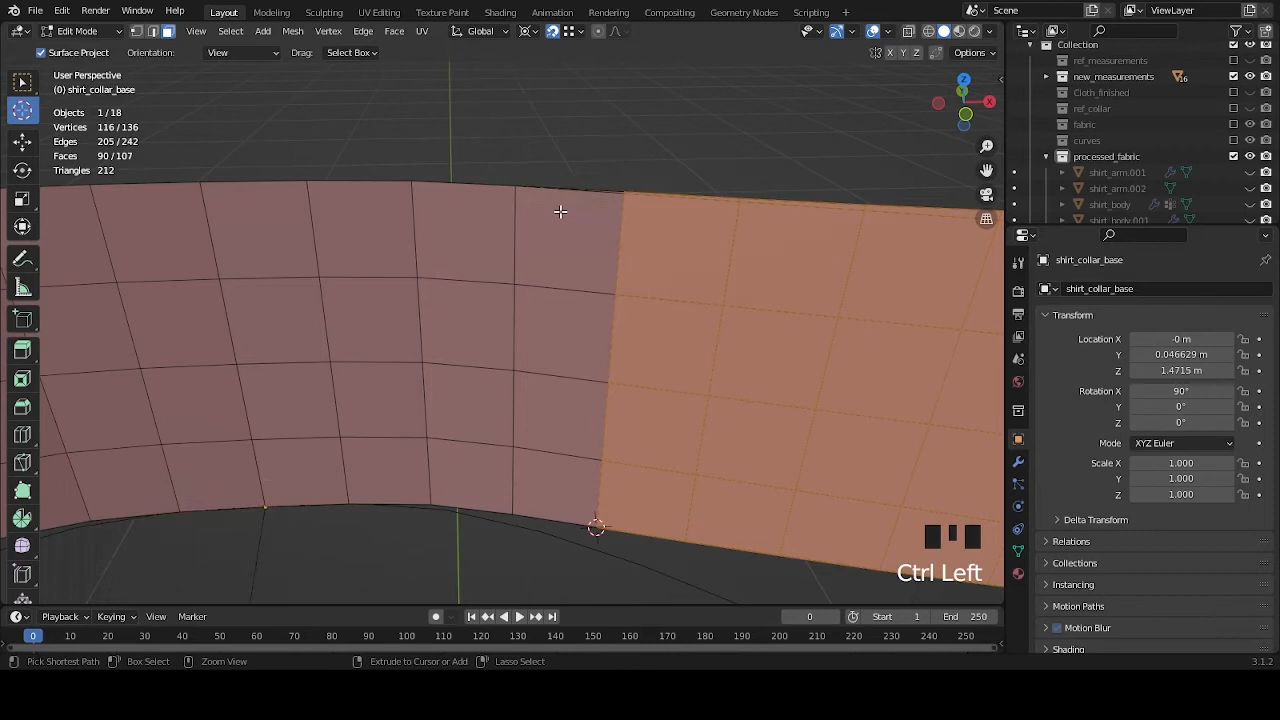 File Edit Render Window Help Layout Modeling Sculpting UV Editing Texture Paint Shading Animation Rendering Compositing Geometry Nodes Scripting + Scene ViewLayer
Edit Mode View Select Add Mesh Vertex Edge Face UV Global
Surface Project Orientation: View Drag: Select Box X Y Z Options
User Perspective
(0) shirt_collar_base
Objects 1/18
Vertices 116/136
Edges 205/242
Faces 90/107
Triangles 212
Z
X
Ctrl Left
Collection
ref_measurements
new_measurements 16
Cloth_finished
ref_collar
fabric
curves
processed_fabric
shirt_arm.001
shirt_arm.002
shirt_body
shirt_body.001
shirt_collar_base
shirt_collar_base
Transform
Location X -0 m
Y 0.046629 m
Z 1.4715 m
Rotation X 90°
Y 0°
Z 0°
Mode XYZ Euler
Scale X 1.000
Y 1.000
Z 1.000
Delta Transform
Relations
Collections
Instancing
Motion Paths
Motion Blur
Shading
Playback Keying View Marker 0 Start 1 End 250
0 10 20 30 40 50 60 70 80 90 100 110 120 130 140 150 160 170 180 190 200 210 220 230 240 250
Pick Shortest Path Box Select Zoom View Extrude to Cursor or Add Lasso Select 3.1.2